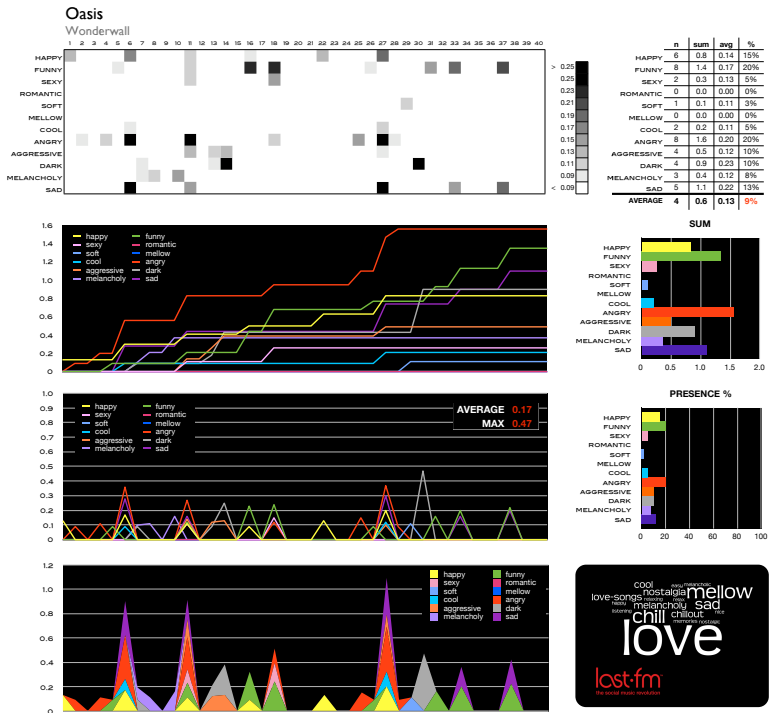 Oasis
Wonderwall
1 2 3 4 5 6 7 8 9 10 11 12 13 14 15 16 17 18 19 20 21 22 23 24 25 26 27 28 29 30 31 32 33 34 35 36 37 38 39 40
HAPPY
FUNNY
SEXY
ROMANTIC
SOFT
MELLOW
COOL
ANGRY
AGGRESSIVE
DARK
MELANCHOLY
SAD
> 0.25
0.25
0.23
0.21
0.19
0.17
0.15
0.13
0.11
0.09
< 0.09
n sum avg %
HAPPY 6 0.8 0.14 15%
FUNNY 8 1.4 0.17 20%
SEXY 2 0.3 0.13 5%
ROMANTIC 0 0.0 0.00 0%
SOFT 1 0.1 0.11 3%
MELLOW 0 0.0 0.00 0%
COOL 2 0.2 0.11 5%
ANGRY 8 1.6 0.20 20%
AGGRESSIVE 4 0.5 0.12 10%
DARK 4 0.9 0.23 10%
MELANCHOLY 3 0.4 0.12 8%
SAD 5 1.1 0.22 13%
AVERAGE 4 0.6 0.13 9%
1.6
1.4
1.2
1.0
0.8
0.6
0.4
0.2
0
happy funny
sexy romantic
soft mellow
cool angry
aggressive dark
melancholy sad
SUM
HAPPY
FUNNY
SEXY
ROMANTIC
SOFT
MELLOW
COOL
ANGRY
AGGRESSIVE
DARK
MELANCHOLY
SAD
0 0.5 1.0 1.5 2.0
1.0
0.9
0.8
0.7
0.6
0.5
0.4
0.3
0.2
0.1
0
happy funny
sexy romantic
soft mellow
cool angry
aggressive dark
melancholy sad
AVERAGE 0.17
MAX 0.47
PRESENCE %
HAPPY
FUNNY
SEXY
ROMANTIC
SOFT
MELLOW
COOL
ANGRY
AGGRESSIVE
DARK
MELANCHOLY
SAD
0 20 40 60 80 100
1.2
1.0
0.8
0.6
0.4
0.2
0
happy funny
sexy romantic
soft mellow
cool angry
aggressive dark
melancholy sad
cool easy melancholic
love-songs nostalgia mellow
relaxing relax
happy melancholy sad
listening chill chillout nice
memories nostalgic
love
last·fm
the social music revolution